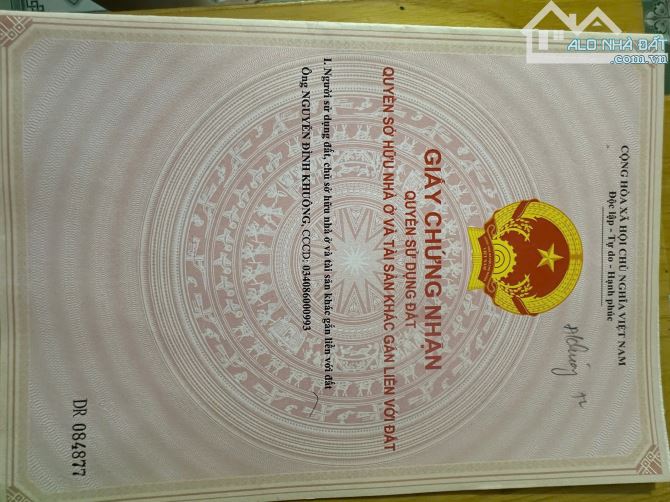 ALO NHÀ ĐẤT
.com.vn
CỘNG HÒA XÃ HỘI CHỦ NGHĨA VIỆT NAM
Độc lập - Tự do - Hạnh phúc
GIẤY CHỨNG NHẬN
QUYỀN SỬ DỤNG ĐẤT
QUYỀN SỞ HỮU NHÀ Ở VÀ TÀI SẢN KHÁC GẮN LIỀN VỚI ĐẤT
I. Người sử dụng đất, chủ sở hữu nhà ở và tài sản khác gắn liền với đất
Ông NGUYỄN ĐÌNH KHUÔNG, CCCD: 034086000993
DR 084877